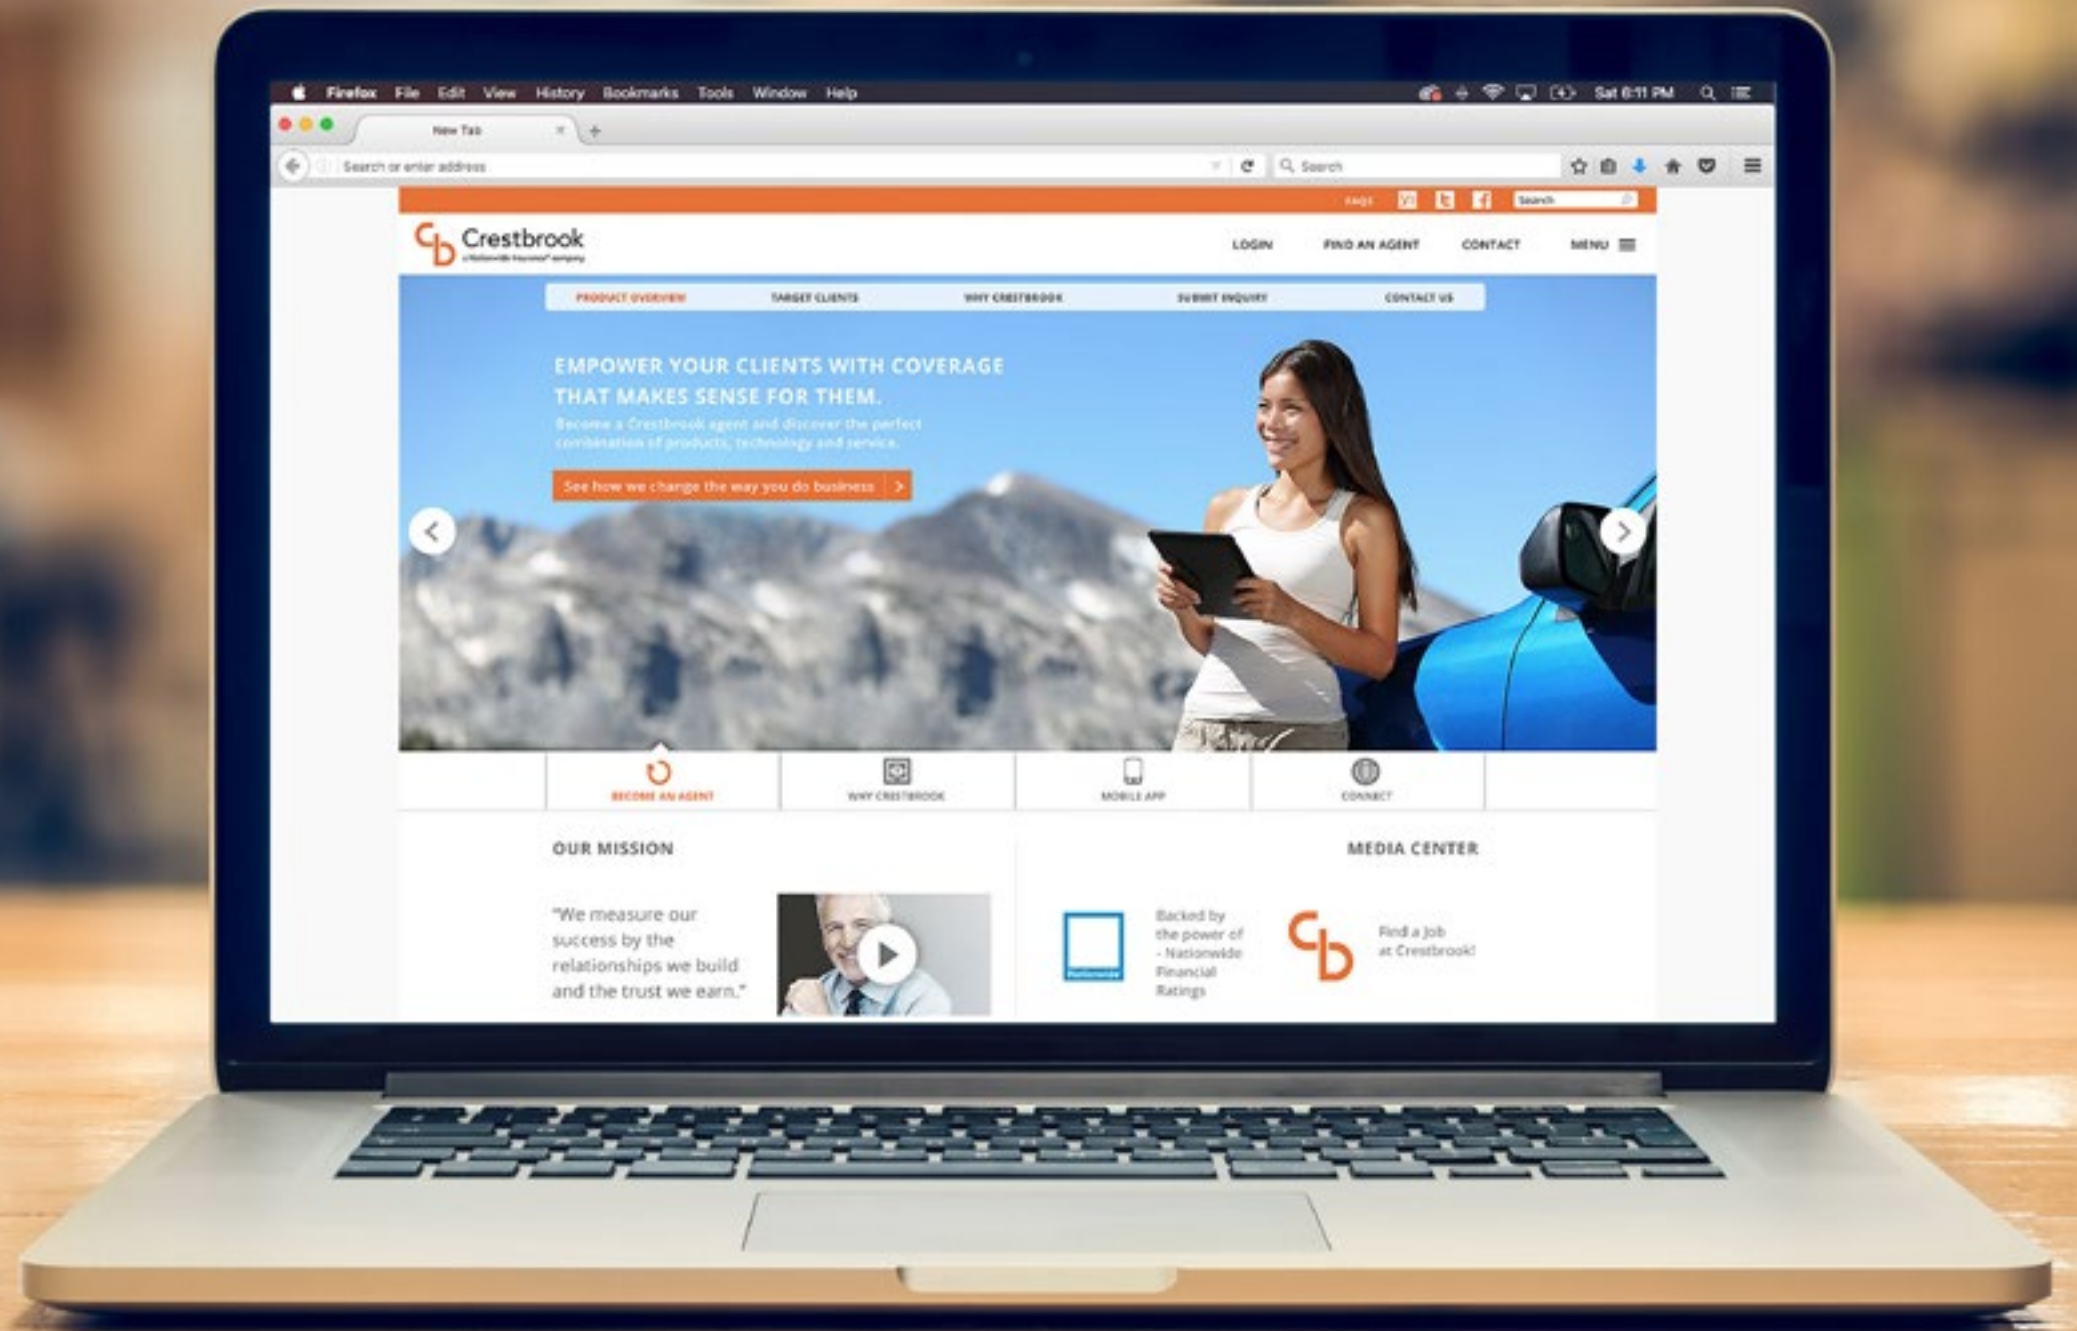 Firefox File Edit View History Bookmarks Tools Window Help
Sat 6:11 PM
New Tab
Search or enter address
Search
FAQS
Search
Crestbrook
a Nationwide Insurance® company
LOGIN
FIND AN AGENT
CONTACT
MENU
PRODUCT OVERVIEW
TARGET CLIENTS
WHY CRESTBROOK
SUBMIT INQUIRY
CONTACT US
EMPOWER YOUR CLIENTS WITH COVERAGE
THAT MAKES SENSE FOR THEM.
Become a Crestbrook agent and discover the perfect
combination of products, technology and service.
See how we change the way you do business
BECOME AN AGENT
WHY CRESTBROOK
MOBILE APP
CONNECT
OUR MISSION
"We measure our
success by the
relationships we build
and the trust we earn."
MEDIA CENTER
Nationwide
Backed by
the power of
- Nationwide
Financial
Ratings
Find a Job
at Crestbrook!